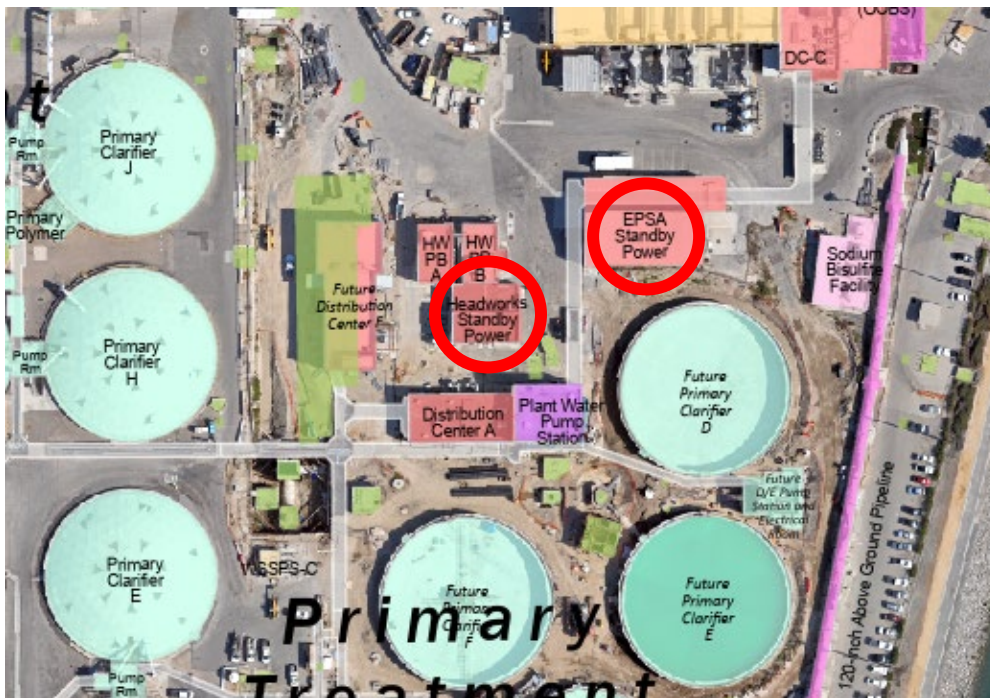 (OOBS)
DC-C
t
Primary
Clarifier
J
Pump
Rm
Primary
Polymer
EPSA
Standby
Power
HW
PB
A
HW
PB
B
Sodium
Bisulfite
Facility
Future
Distribution
Center E
Headworks
Standby
Power
Primary
Clarifier
H
Pump
Rm
Future
Primary
Clarifier
D
Distribution
Center A
Plant Water
Pump
Station
Future
D/E Pump
Station and
Electrical
Room
Primary
Clarifier
E
Future
Primary
Clarifier
F
Future
Primary
Clarifier
E
120-inch Above Ground Pipeline
Primary
Treatment
Pump
Rm